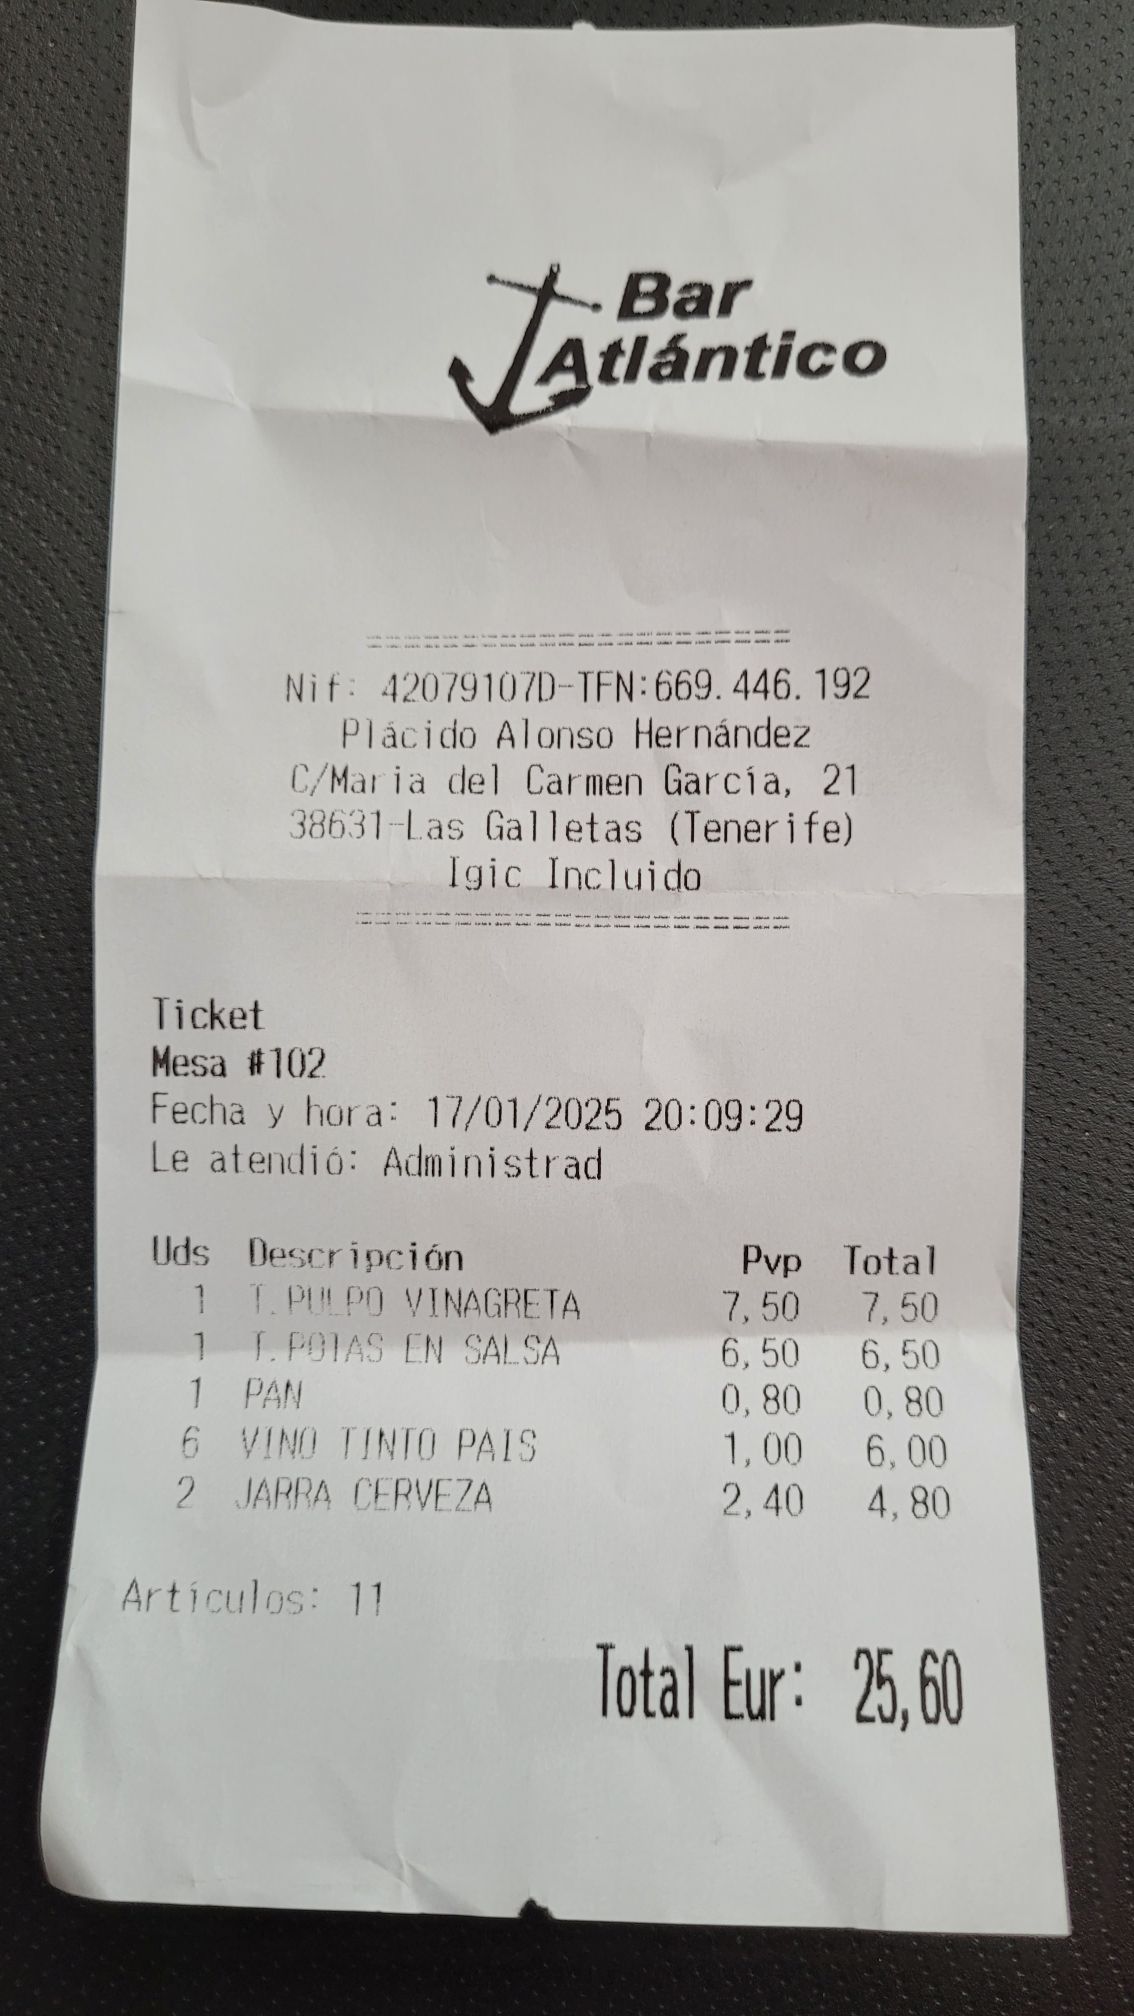 Bar
Atlántico
Nif: 42079107D-TFN:669.446.192
Plácido Alonso Hernández
C/Maria del Carmen García, 21
38631-Las Galletas (Tenerife)
Igic Incluido
Ticket
Mesa #102
Fecha y hora: 17/01/2025 20:09:29
Le atendió: Administrad
Uds Descripción Pvp Total
1 T.PULPO VINAGRETA 7,50 7,50
1 T.POTAS EN SALSA 6,50 6,50
1 PAN 0,80 0,80
6 VINO TINTO PAIS 1,00 6,00
2 JARRA CERVEZA 2,40 4,80
Artículos: 11
Total Eur: 25,60